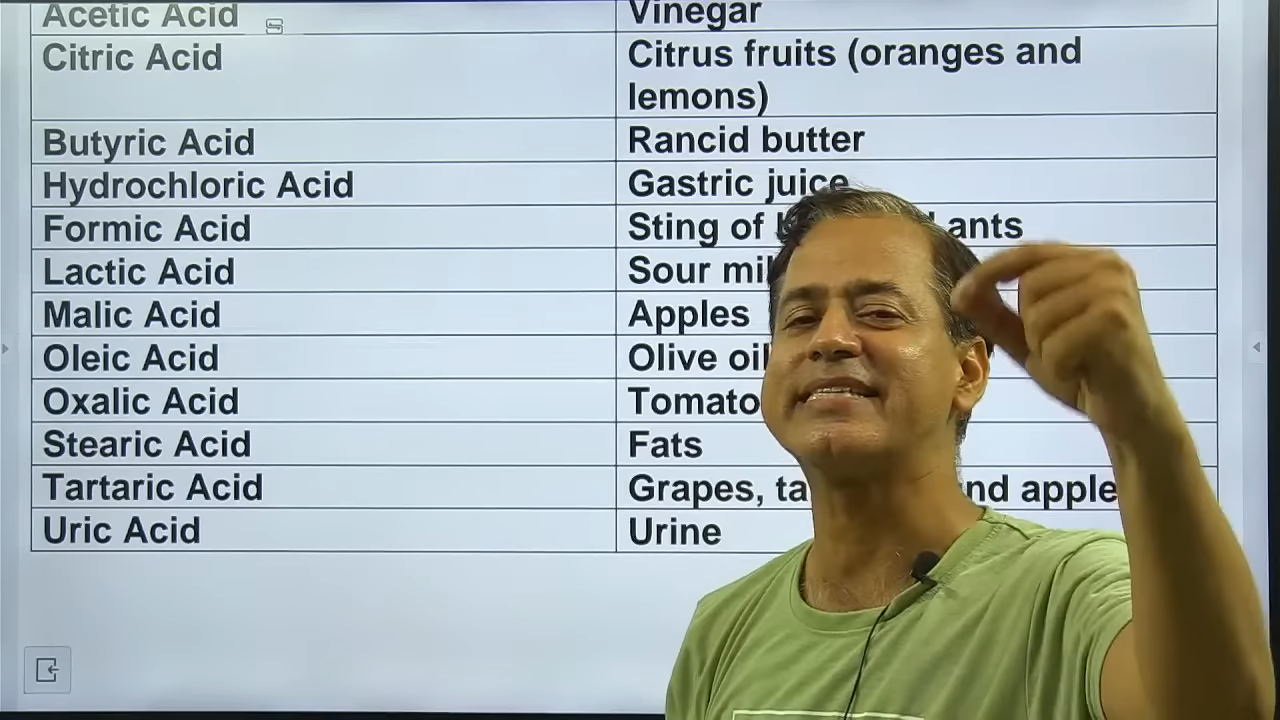 Acetic Acid Vinegar
Citric Acid Citrus fruits (oranges and
lemons)
Butyric Acid Rancid butter
Hydrochloric Acid Gastric juice
Formic Acid Sting of ants
Lactic Acid Sour
Malic Acid Apples
Oleic Acid Olive oil
Oxalic Acid Tomato
Stearic Acid Fats
Tartaric Acid Grapes, apple
Uric Acid Urine